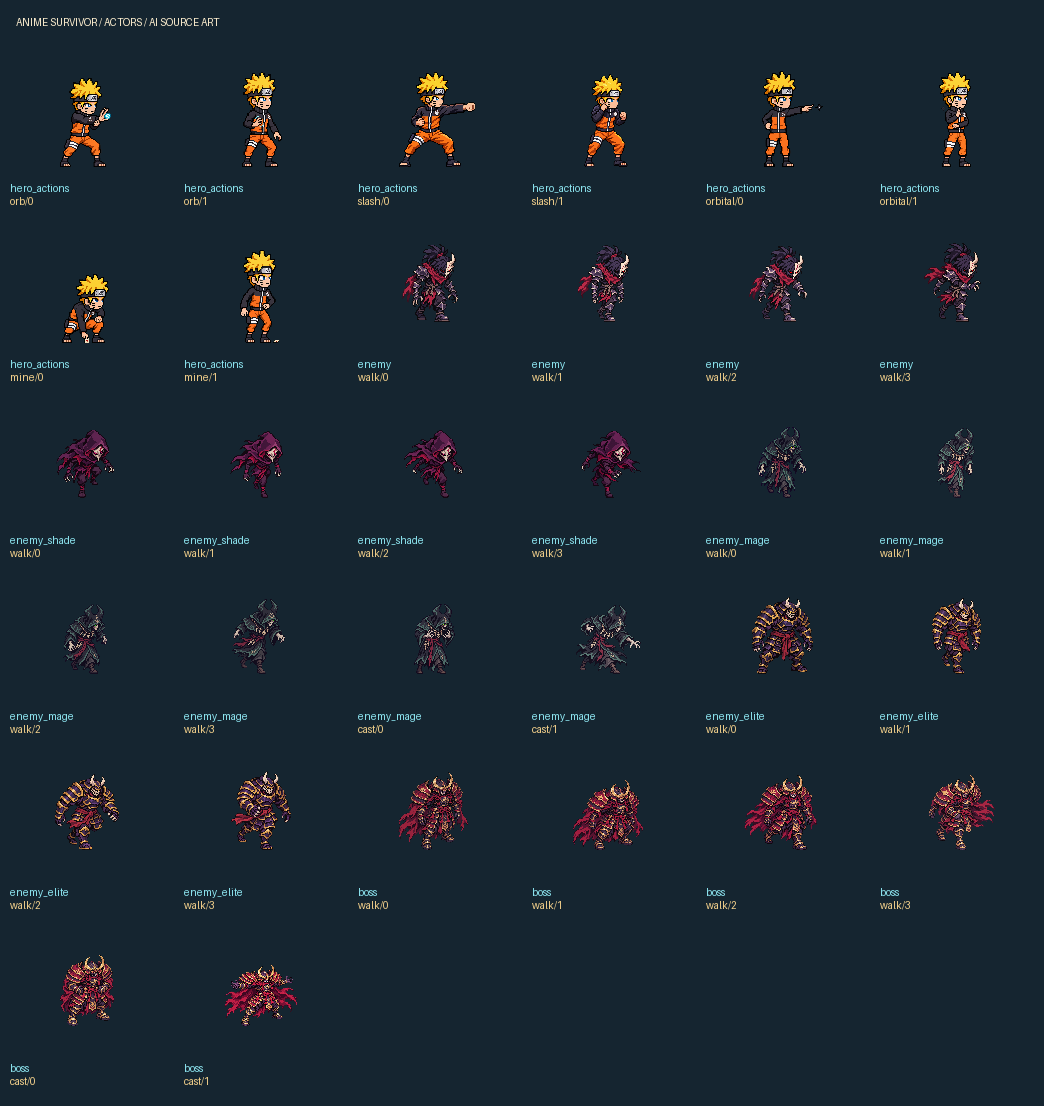 ANIME SURVIVOR / ACTORS / AI SOURCE ART
hero_actions
orb/0
hero_actions
orb/1
hero_actions
slash/0
hero_actions
slash/1
hero_actions
orbital/0
hero_actions
orbital/1
hero_actions
mine/0
hero_actions
mine/1
enemy
walk/0
enemy
walk/1
enemy
walk/2
enemy
walk/3
enemy_shade
walk/0
enemy_shade
walk/1
enemy_shade
walk/2
enemy_shade
walk/3
enemy_mage
walk/0
enemy_mage
walk/1
enemy_mage
walk/2
enemy_mage
walk/3
enemy_mage
cast/0
enemy_mage
cast/1
enemy_elite
walk/0
enemy_elite
walk/1
enemy_elite
walk/2
enemy_elite
walk/3
boss
walk/0
boss
walk/1
boss
walk/2
boss
walk/3
boss
cast/0
boss
cast/1